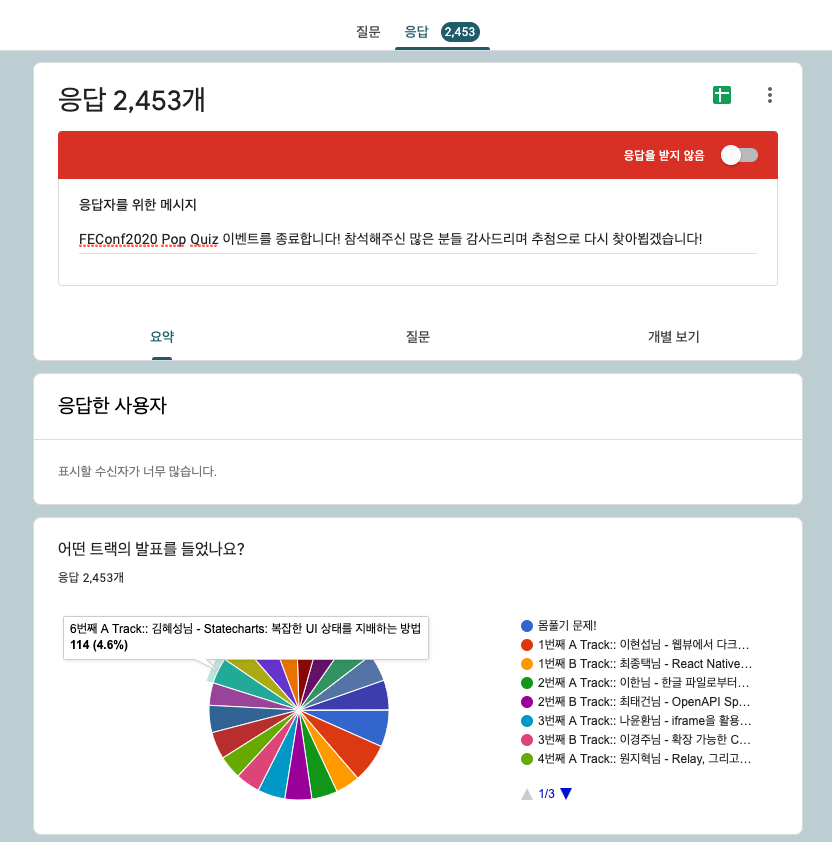 질문 응답 2,453
응답 2,453개
응답을 받지 않음
응답자를 위한 메시지
FEConf2020 Pop Quiz 이벤트를 종료합니다! 참석해주신 많은 분들 감사드리며 추첨으로 다시 찾아뵙겠습니다!
요약 질문 개별 보기
응답한 사용자
표시할 수신자가 너무 많습니다.
어떤 트랙의 발표를 들었나요?
응답 2,453개
6번째 A Track:: 김혜성님 - Statecharts: 복잡한 UI 상태를 지배하는 방법
114 (4.6%)
몸풀기 문제!
1번째 A Track:: 이현섭님 - 웹뷰에서 다크…
1번째 B Track:: 최종택님 - React Native…
2번째 A Track:: 이한님 - 한글 파일로부터…
2번째 B Track:: 최태건님 - OpenAPI Sp…
3번째 A Track:: 나윤환님 - iframe을 활용…
3번째 B Track:: 이경주님 - 확장 가능한 C…
4번째 A Track:: 원지혁님 - Relay, 그리고…
1/3